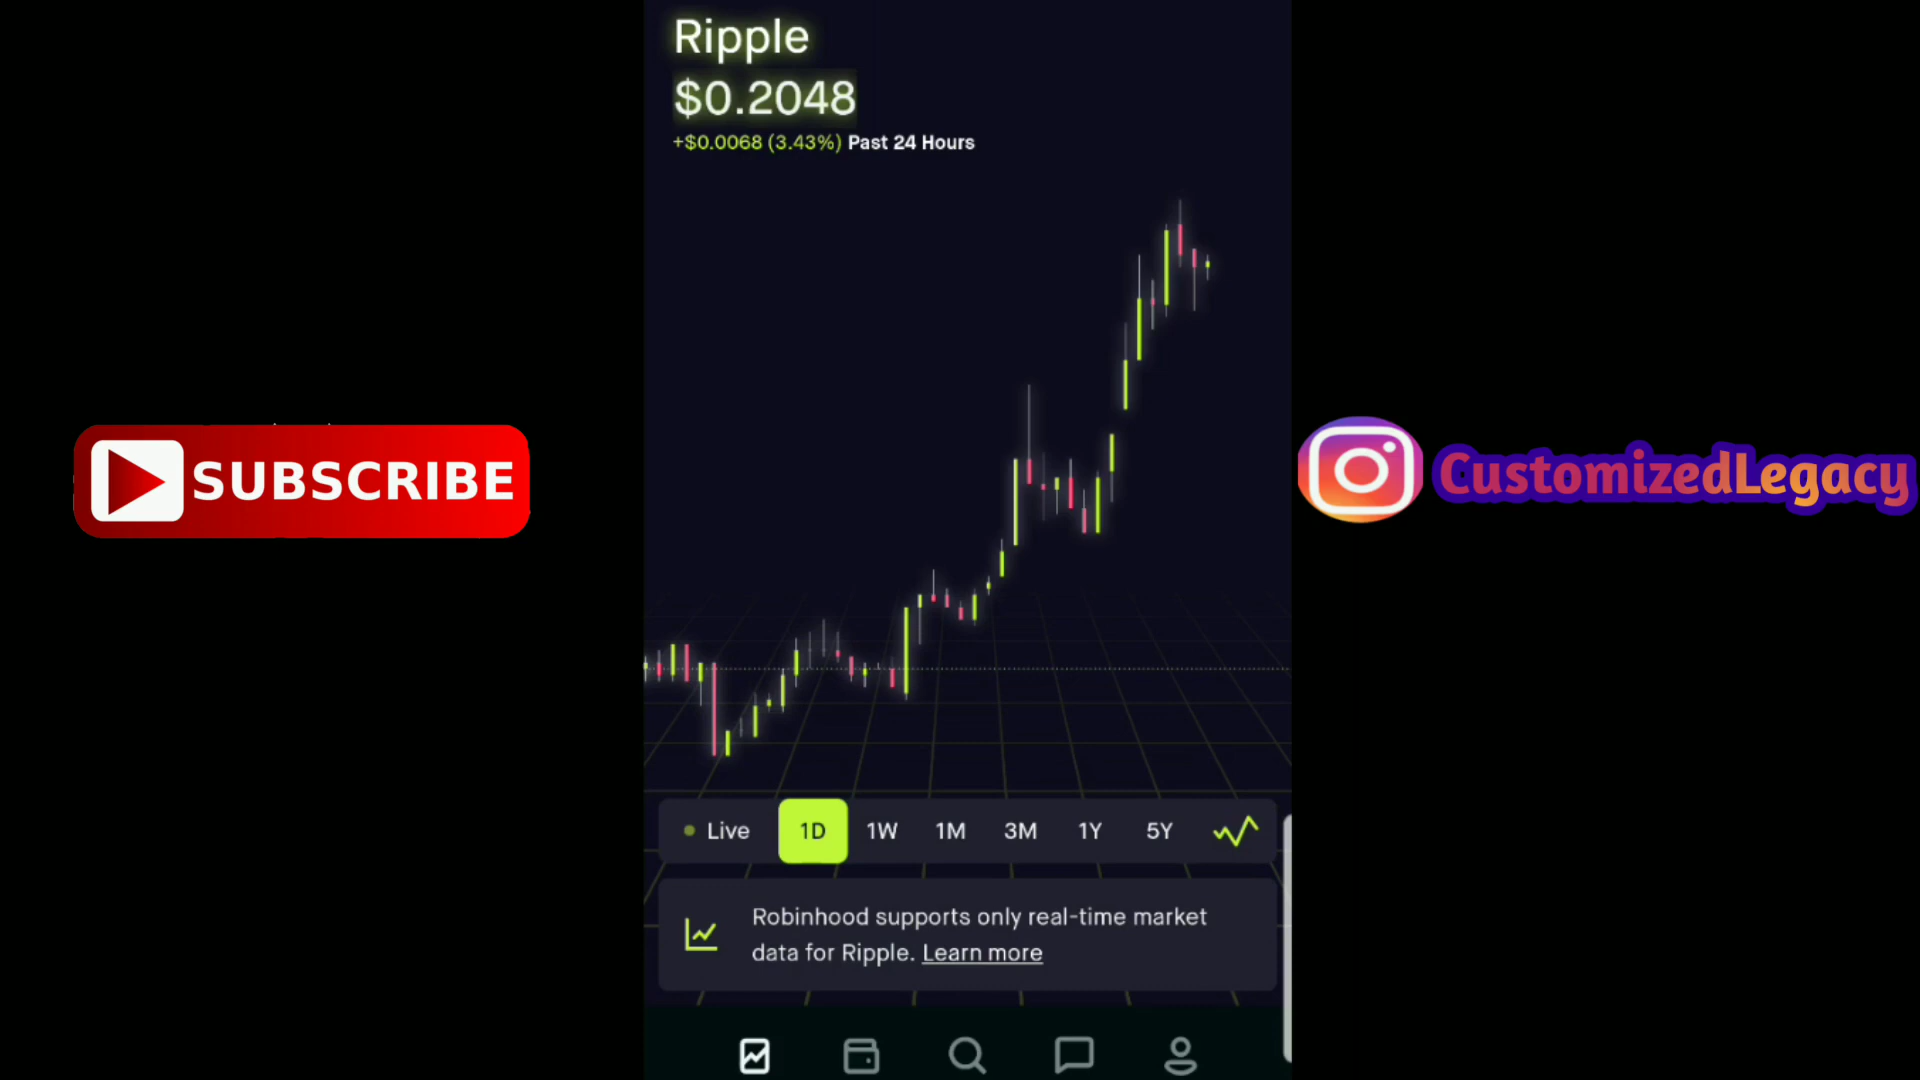 Ripple
$0.2048
+$0.0068 (3.43%) Past 24 Hours
SUBSCRIBE
CustomizedLegacy
Live 1D 1W 1M 3M 1Y 5Y
Robinhood supports only real-time market
data for Ripple. Learn more